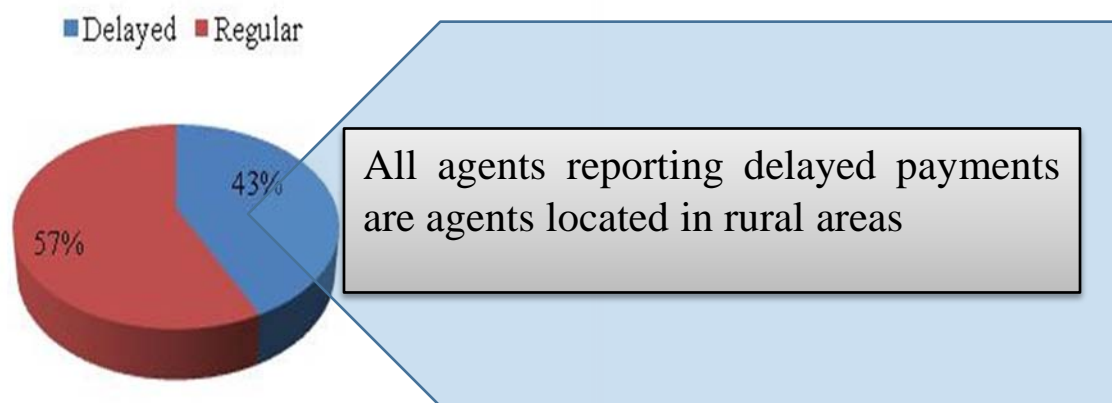 Delayed Regular
43%
57%
All agents reporting delayed payments
are agents located in rural areas